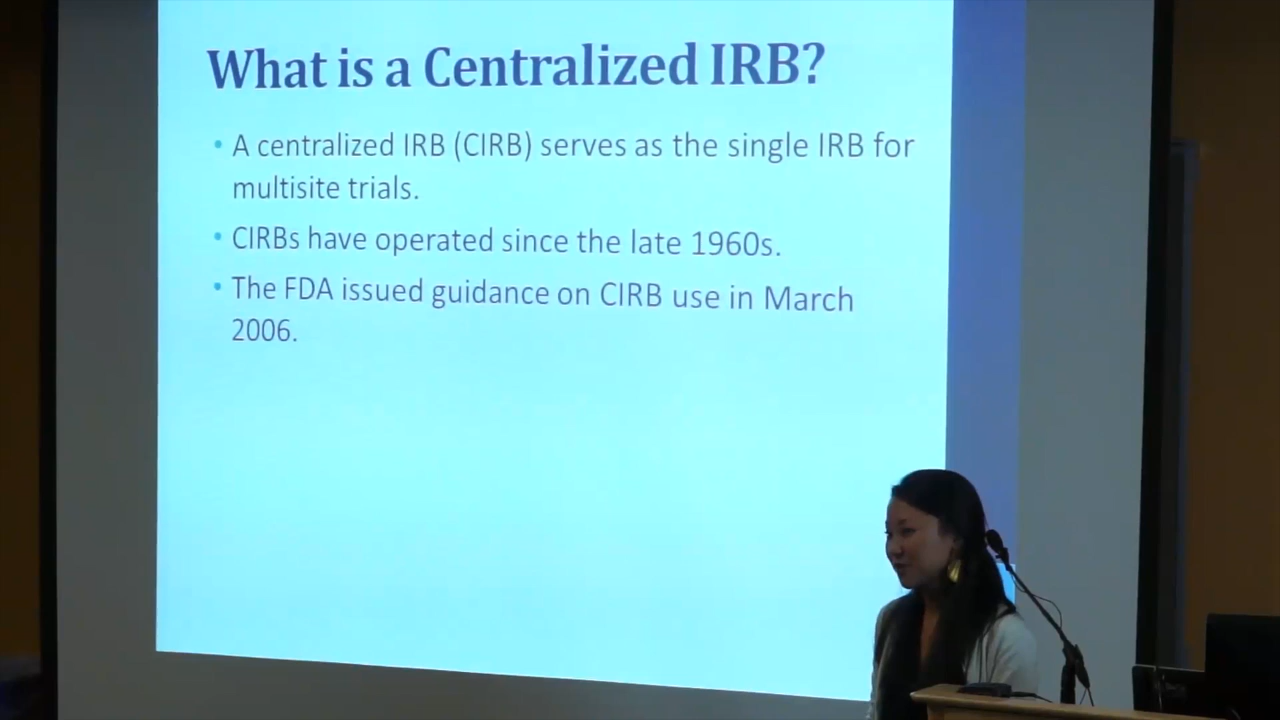 What is a Centralized IRB?
• A centralized IRB (CIRB) serves as the single IRB for
multisite trials.
• CIRBs have operated since the late 1960s.
• The FDA issued guidance on CIRB use in March
2006.